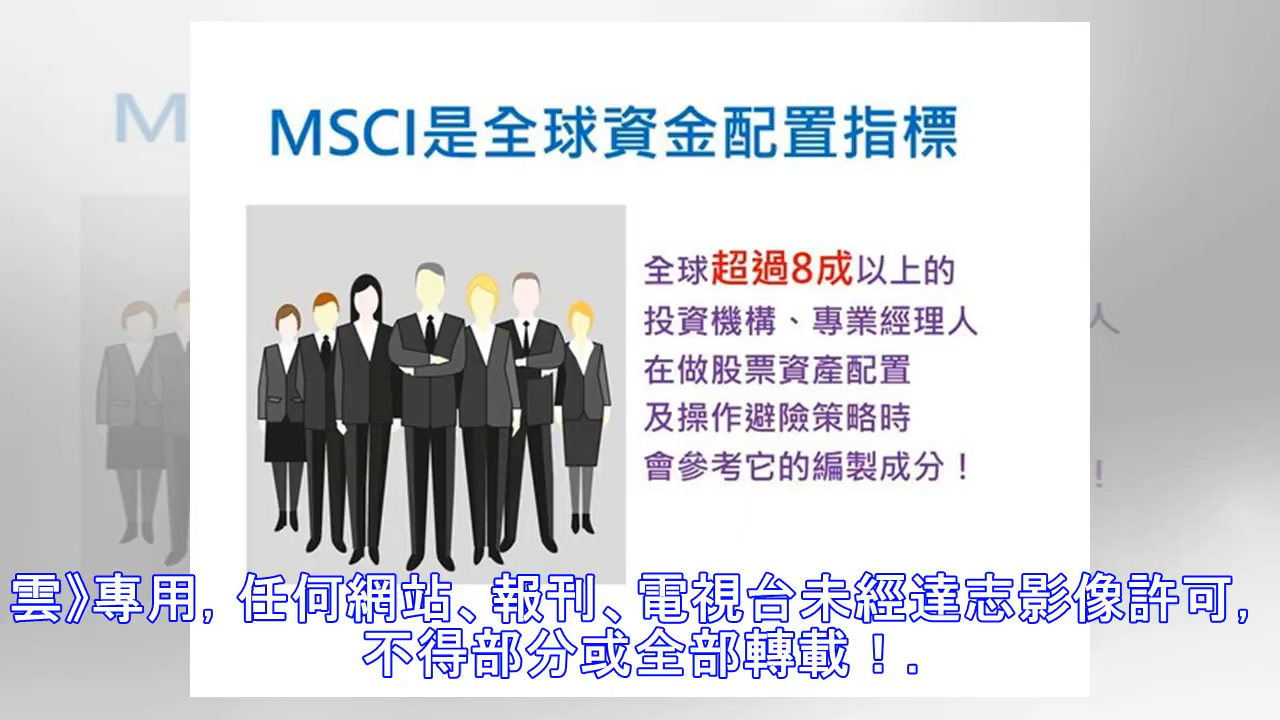 MSCI是全球資金配置指標
全球超過8成以上的
投資機構、專業經理人
在做股票資產配置
及操作避險策略時
會參考它的編製成分！
雲》專用, 任何網站、報刊、電視台未經達志影像許可,
不得部分或全部轉載！.
M
人
！